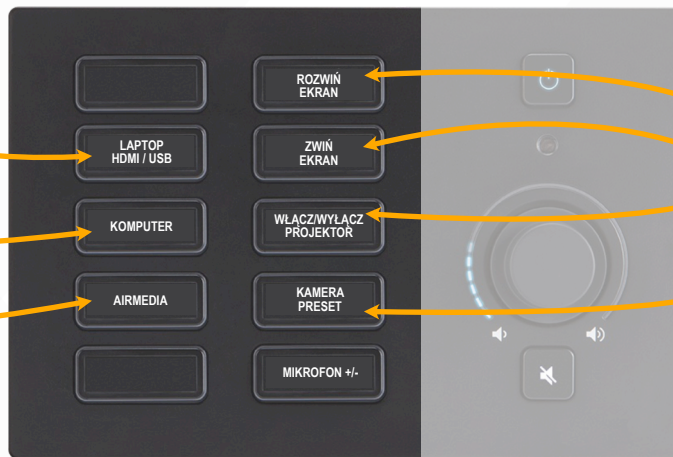 ROZWIŃ
EKRAN
LAPTOP
HDMI / USB
ZWIŃ
EKRAN
KOMPUTER
WŁĄCZ/WYŁĄCZ
PROJEKTOR
AIRMEDIA
KAMERA
PRESET
MIKROFON +/-